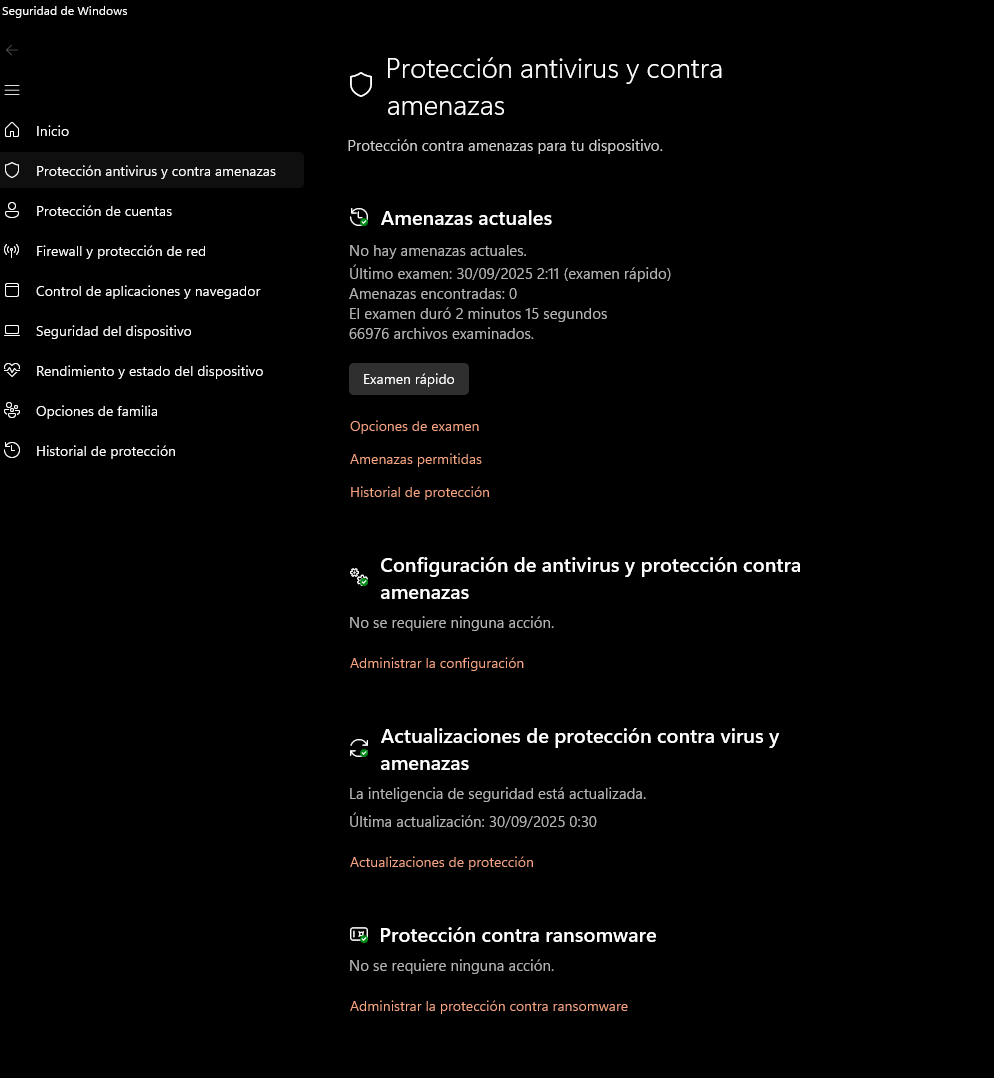 Seguridad de Windows
Inicio
Protección antivirus y contra amenazas
Protección de cuentas
Firewall y protección de red
Control de aplicaciones y navegador
Seguridad del dispositivo
Rendimiento y estado del dispositivo
Opciones de familia
Historial de protección
Protección antivirus y contra
amenazas
Protección contra amenazas para tu dispositivo.
Amenazas actuales
No hay amenazas actuales.
Último examen: 30/09/2025 2:11 (examen rápido)
Amenazas encontradas: 0
El examen duró 2 minutos 15 segundos
66976 archivos examinados.
Examen rápido
Opciones de examen
Amenazas permitidas
Historial de protección
Configuración de antivirus y protección contra
amenazas
No se requiere ninguna acción.
Administrar la configuración
Actualizaciones de protección contra virus y
amenazas
La inteligencia de seguridad está actualizada.
Última actualización: 30/09/2025 0:30
Actualizaciones de protección
Protección contra ransomware
No se requiere ninguna acción.
Administrar la protección contra ransomware